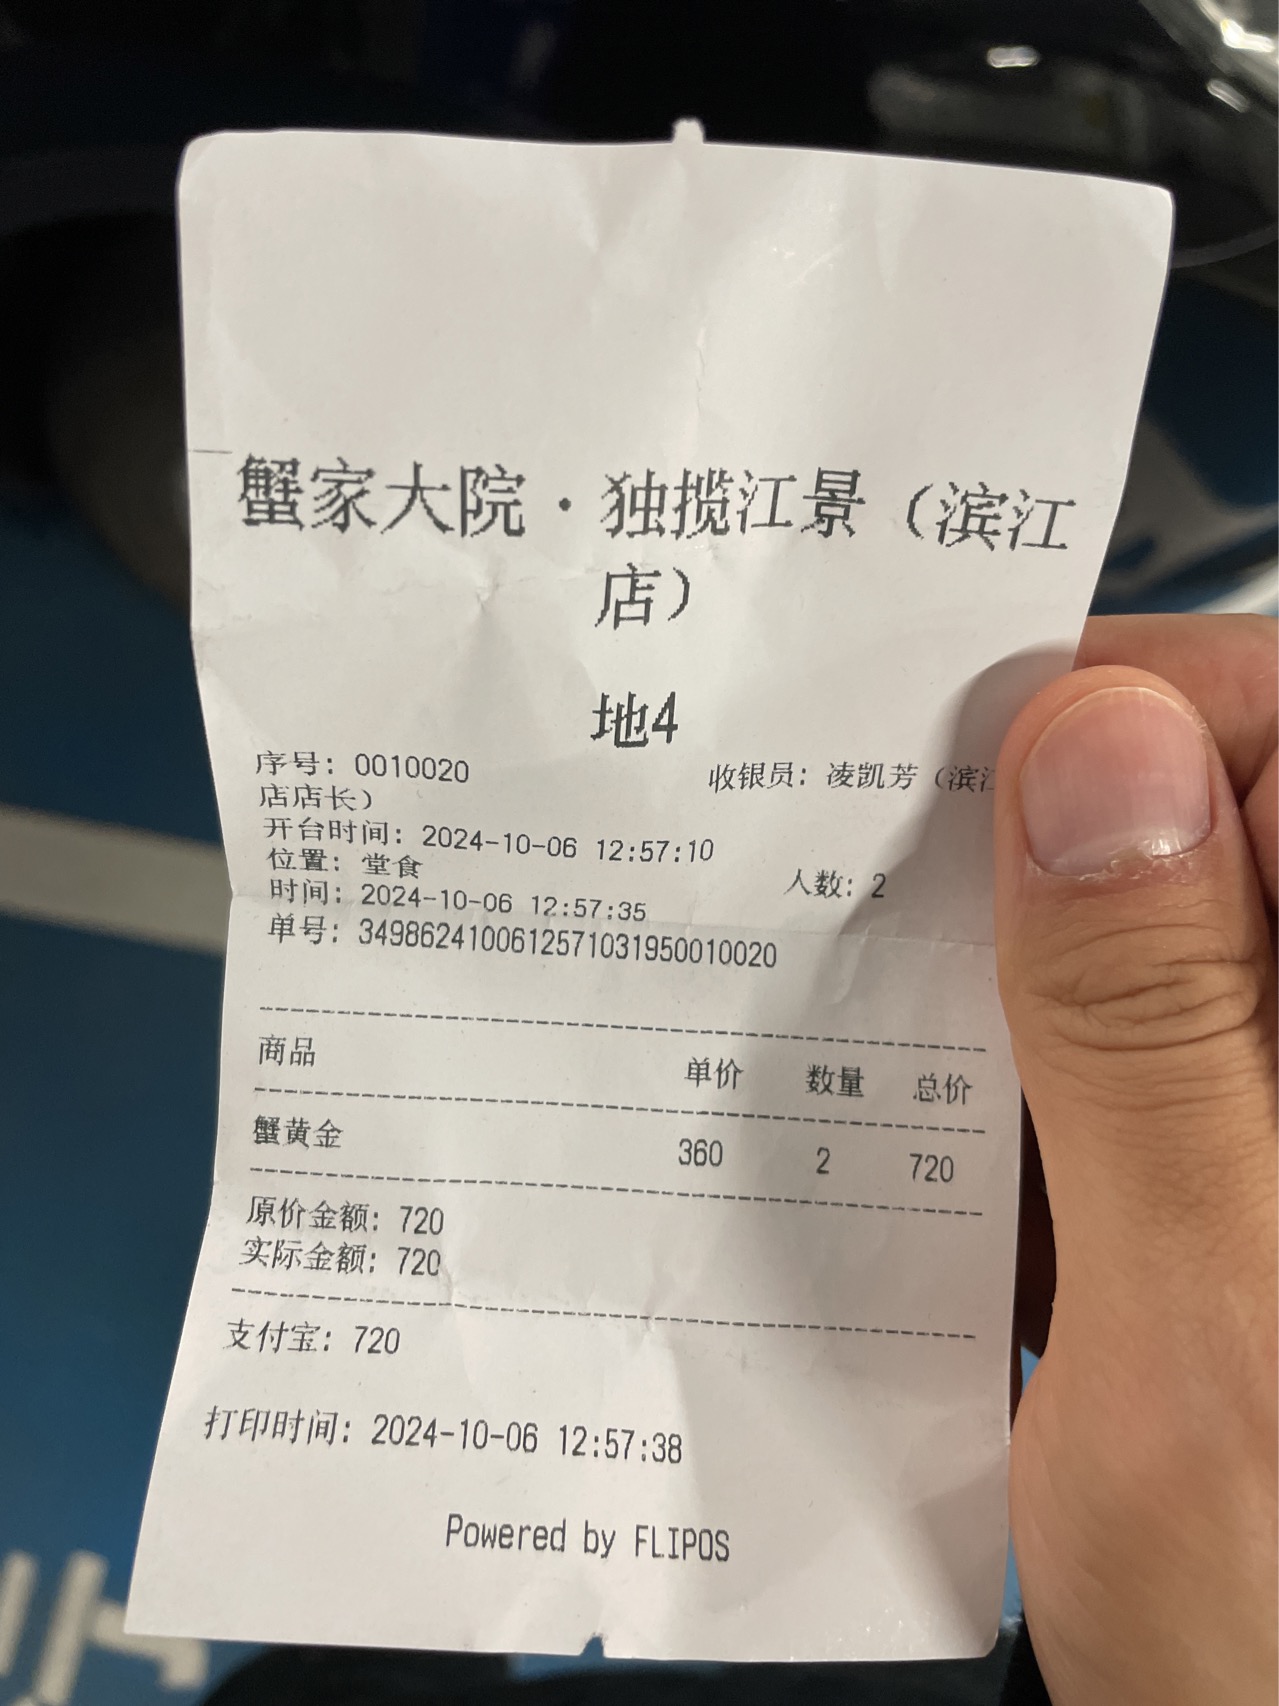 蟹家大院·独揽江景（滨江
店）
地4
序号: 0010020 收银员: 凌凯芳（滨江
店店长）
开台时间: 2024-10-06 12:57:10
位置: 堂食 人数: 2
时间: 2024-10-06 12:57:35
单号: 3498624100612571031950010020
商品 单价 数量 总价
蟹黄金 360 2 720
原价金额: 720
实际金额: 720
支付宝: 720
打印时间: 2024-10-06 12:57:38
Powered by FLIPOS